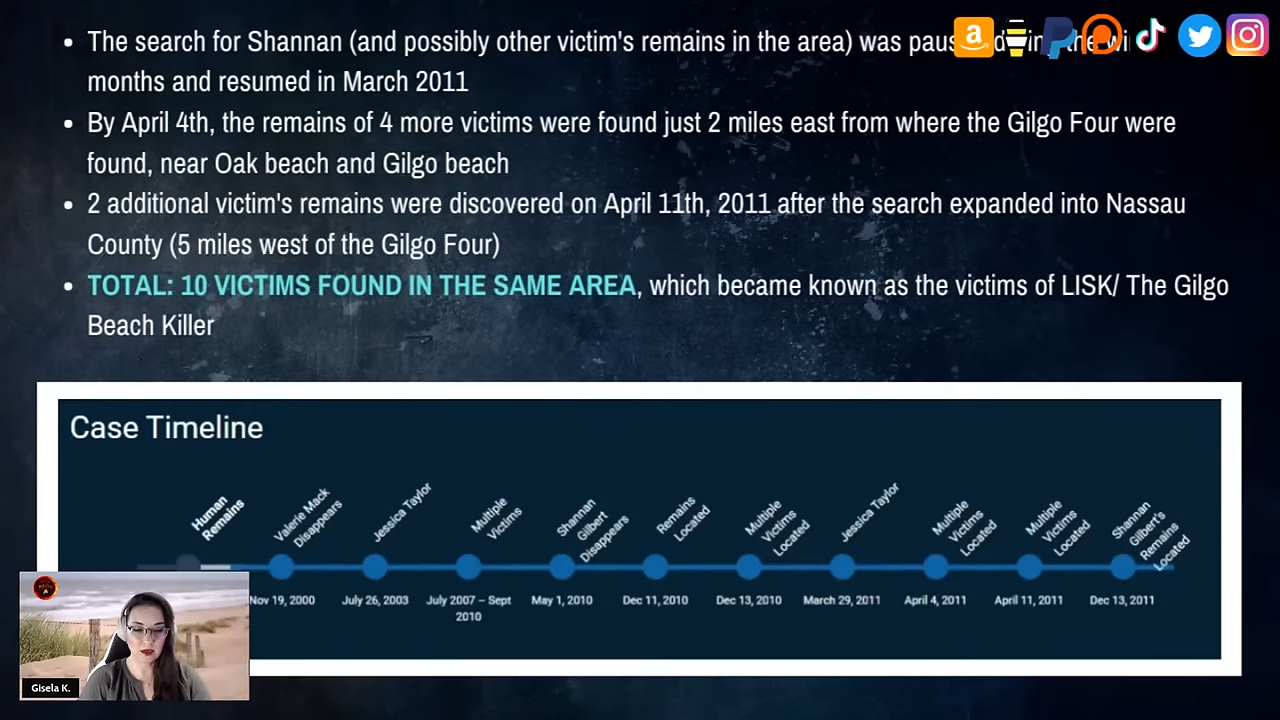 The search for Shannan (and possibly other victim's remains in the area) was
months and resumed in March 2011
By April 4th, the remains of 4 more victims were found just 2 miles east from where the Gilgo Four were
found, near Oak beach and Gilgo beach
2 additional victim's remains were discovered on April 11th, 2011 after the search expanded into Nassau
County (5 miles west of the Gilgo Four)
TOTAL: 10 VICTIMS FOUND IN THE SAME AREA, which became known as the victims of LISK/ The Gilgo
Beach Killer
Case Timeline
Human
Remains
Valerie Mack
Disappears
Nov 19, 2000
Jessica Taylor
July 26, 2003
Multiple
Victims
July 2007 – Sept
2010
Shannan
Gilbert
Disappears
May 1, 2010
Remains
Located
Dec 11, 2010
Multiple
Victims
Located
Dec 13, 2010
Jessica Taylor
March 29, 2011
Multiple
Victims
Located
April 4, 2011
Multiple
Victims
Located
April 11, 2011
Shannan
Gilbert's
Remains
Located
Dec 13, 2011
Gisela K.